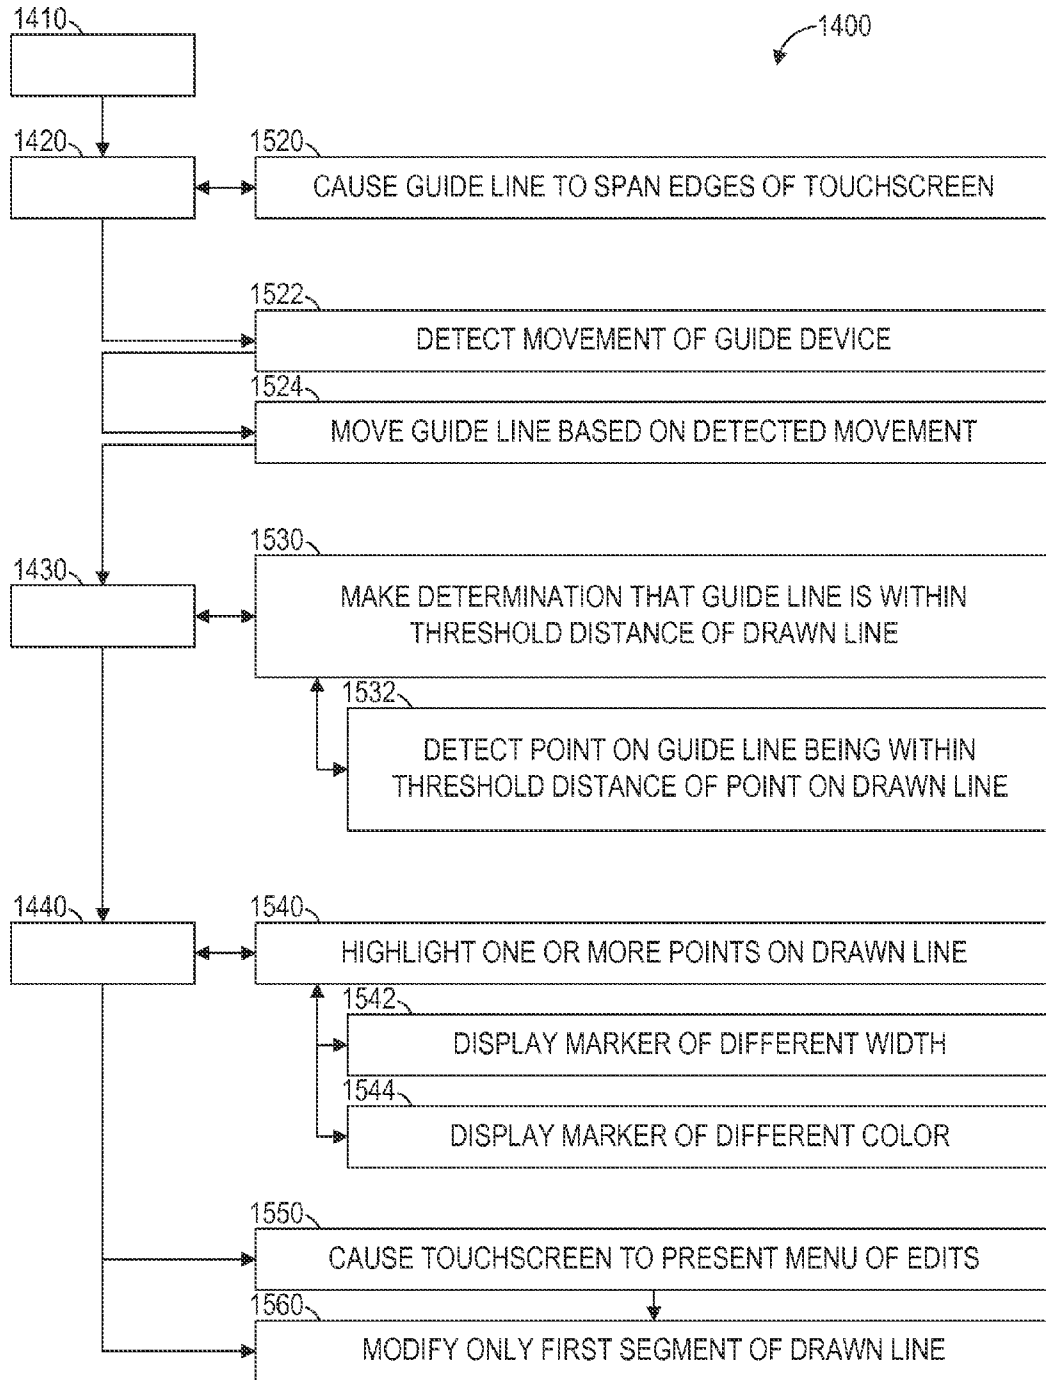 1410
1400
1420
1520
CAUSE GUIDE LINE TO SPAN EDGES OF TOUCHSCREEN
1522
DETECT MOVEMENT OF GUIDE DEVICE
1524
MOVE GUIDE LINE BASED ON DETECTED MOVEMENT
1430
1530
MAKE DETERMINATION THAT GUIDE LINE IS WITHIN
THRESHOLD DISTANCE OF DRAWN LINE
1532
DETECT POINT ON GUIDE LINE BEING WITHIN
THRESHOLD DISTANCE OF POINT ON DRAWN LINE
1440
1540
HIGHLIGHT ONE OR MORE POINTS ON DRAWN LINE
1542
DISPLAY MARKER OF DIFFERENT WIDTH
1544
DISPLAY MARKER OF DIFFERENT COLOR
1550
CAUSE TOUCHSCREEN TO PRESENT MENU OF EDITS
1560
MODIFY ONLY FIRST SEGMENT OF DRAWN LINE